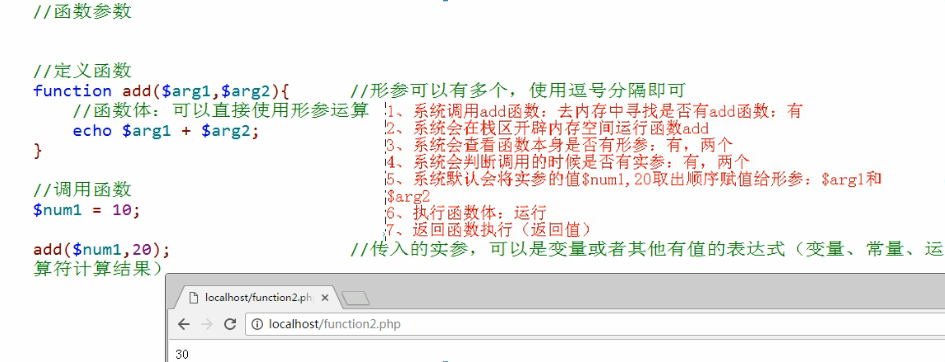 //函数参数
//定义函数
function add($arg1,$arg2){ //形参可以有多个，使用逗号分隔即可
//函数体：可以直接使用形参运算
echo $arg1 + $arg2;
}
1、系统调用add函数：去内存中寻找是否有add函数：有
2、系统会在栈区开辟内存空间运行函数add
3、系统会查看函数本身是否有形参：有，两个
4、系统会判断调用的时候是否有实参：有，两个
5、系统默认会将实参的值$num1,20取出顺序赋值给形参：$arg1和
$arg2
6、执行函数体：运行
7、返回函数执行（返回值）
//调用函数
$num1 = 10;
add($num1,20); //传入的实参，可以是变量或者其他有值的表达式（变量、常量、运
算符计算结果）
localhost/function2.ph
localhost/function2.php
30